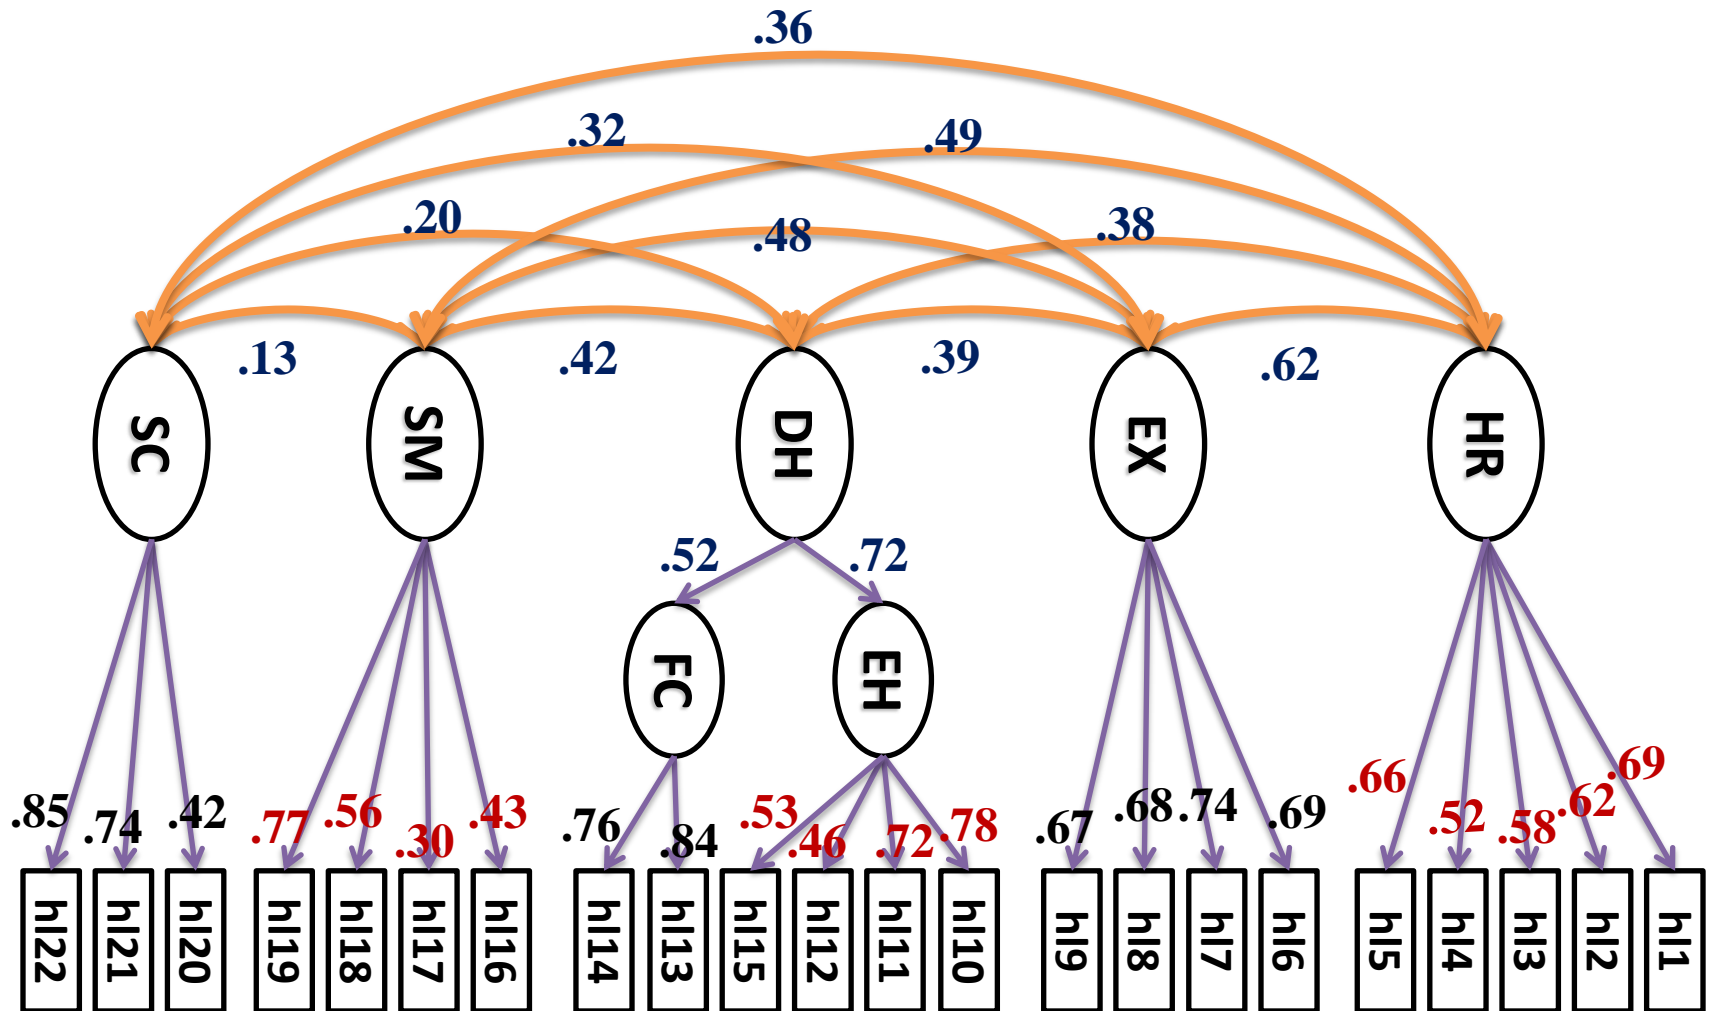 .36
.32
.49
.20
.48
.38
.13
.42
.39
.62
SC
SM
DH
EX
HR
.52
.72
FC
EH
.85
.74
.42
.77
.56
.30
.43
.76
.84
.53
.46
.72
.78
.67
.68
.74
.69
.66
.52
.58
.62
.69
hl22
hl21
hl20
hl19
hl18
hl17
hl16
hl14
hl13
hl15
hl12
hl11
hl10
hl9
hl8
hl7
hl6
hl5
hl4
hl3
hl2
hl1